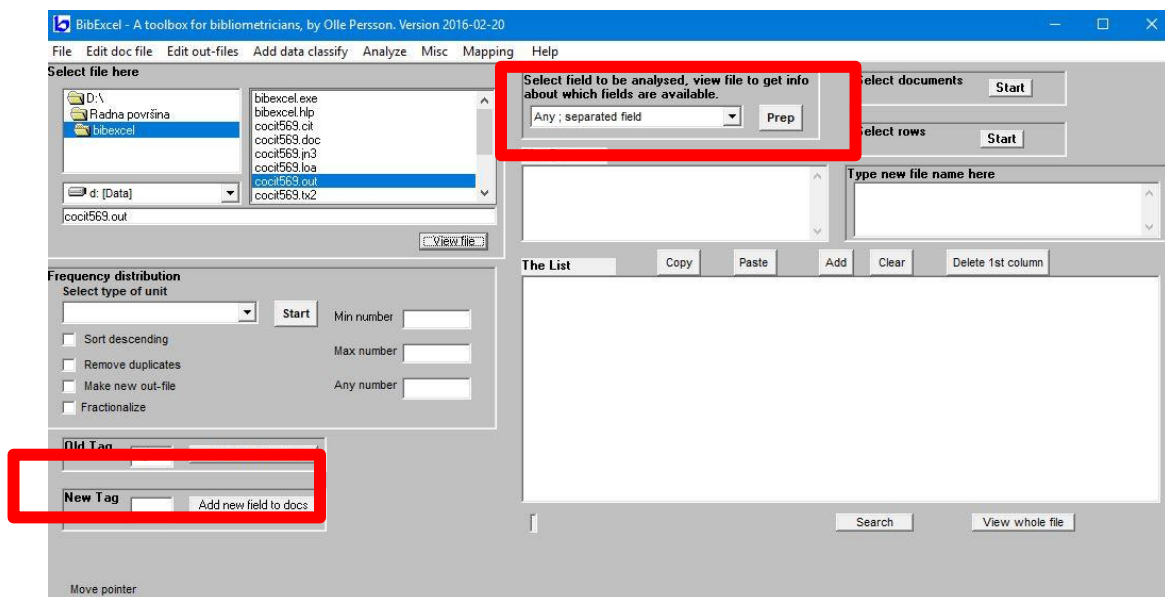 BibExcel - A toolbox for bibliometricians, by Olle Persson. Version 2016-02-20
File Edit doc file Edit out-files Add data classify Analyze Misc Mapping Help
Select file here
D:\
Radna površina
bibexcel
d: [Data]
bibexcel.exe
bibexcel.hlp
cocit569.cit
cocit569.doc
cocit569.jn3
cocit569.loa
cocit569.out
cocit569.tx2
cocit569.out
View file
Select field to be analysed, view file to get info
about which fields are available.
Any ; separated field
Prep
Select documents
Start
Select rows
Start
Type new file name here
Frequency distribution
Select type of unit
Start
Sort descending
Remove duplicates
Make new out-file
Fractionalize
Min number
Max number
Any number
The List
Copy
Paste
Add
Clear
Delete 1st column
Old Tag
New Tag
Add new field to docs
Search
View whole file
Move pointer